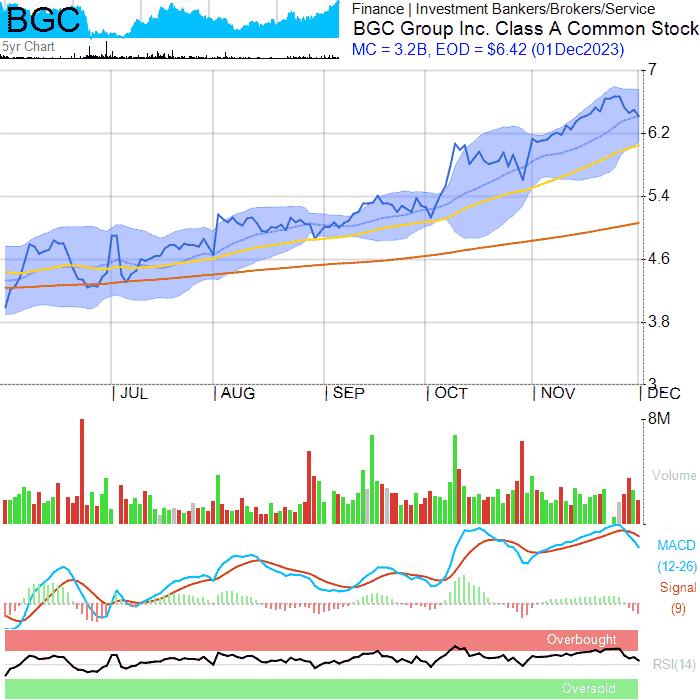 BGC
Finance | Investment Bankers/Brokers/Service
BGC Group Inc. Class A Common Stock
5yr Chart
MC = 3.2B, EOD = $6.42 (01Dec2023)
7
6.2
5.4
4.6
3.8
3
JUL AUG SEP OCT NOV DEC
8M
Volume
MACD
(12-26)
Signal
(9)
Overbought
RSI(14)
Oversold